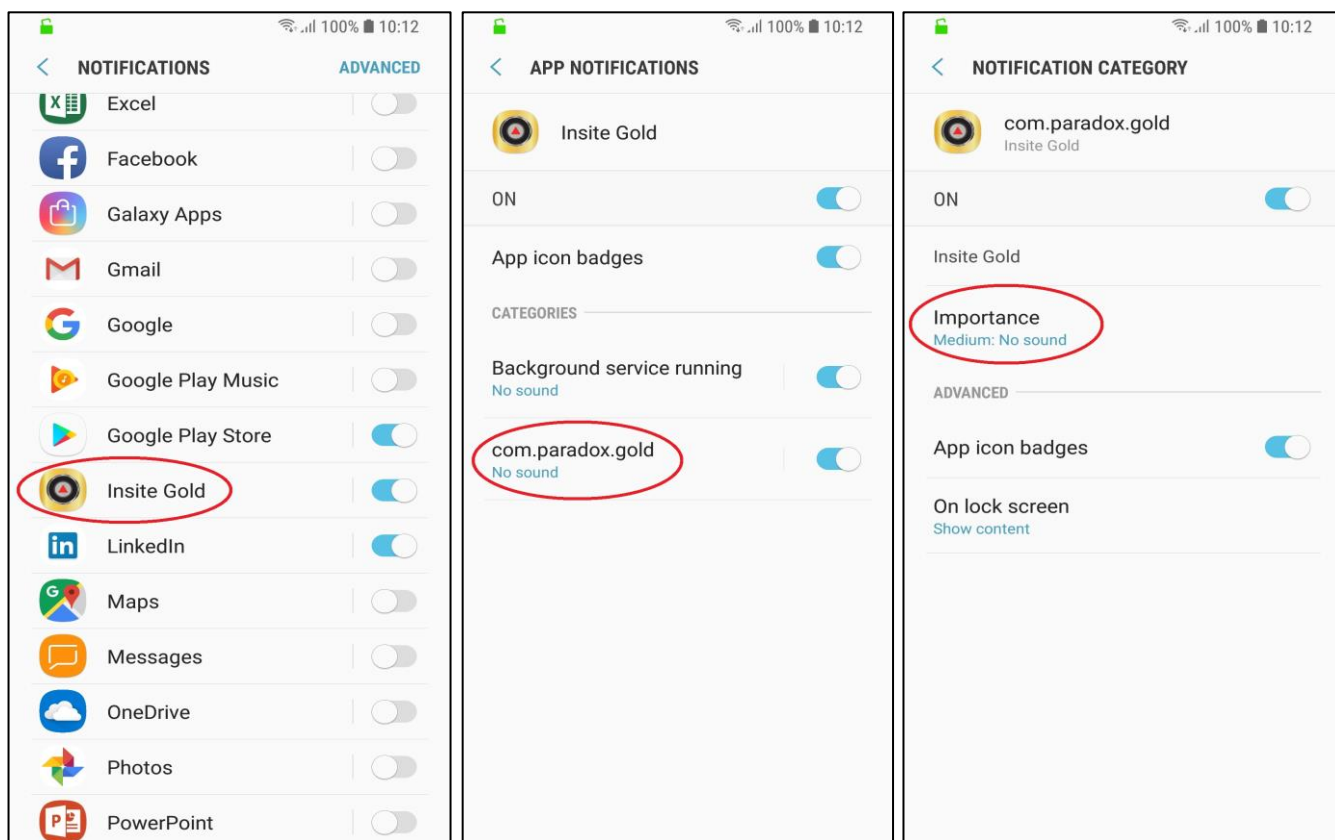 100% 10:12
NOTIFICATIONS ADVANCED
Excel
Facebook
Galaxy Apps
Gmail
Google
Google Play Music
Google Play Store
Insite Gold
LinkedIn
Maps
Messages
OneDrive
Photos
PowerPoint
100% 10:12
APP NOTIFICATIONS
Insite Gold
ON
App icon badges
CATEGORIES
Background service running
No sound
com.paradox.gold
No sound
100% 10:12
NOTIFICATION CATEGORY
com.paradox.gold
Insite Gold
ON
Insite Gold
Importance
Medium: No sound
ADVANCED
App icon badges
On lock screen
Show content